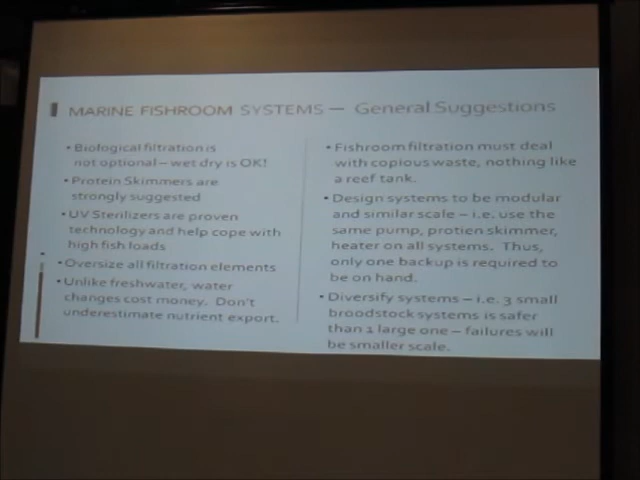 MARINE FISHROOM SYSTEMS — General Suggestions
• Biological filtration is
not optional – wet dry is OK!
• Protein Skimmers are
strongly suggested
• UV Sterilizers are proven
technology and help cope with
high fish loads
• Oversize all filtration elements
• Unlike freshwater, water
changes cost money. Don't
underestimate nutrient export.
• Fishroom filtration must deal
with copious waste, nothing like
a reef tank.
• Design systems to be modular
and similar scale – i.e. use the
same pump, protien skimmer,
heater on all systems. Thus,
only one backup is required to
be on hand.
• Diversify systems – i.e. 3 small
broodstock systems is safer
than 1 large one – failures will
be smaller scale.